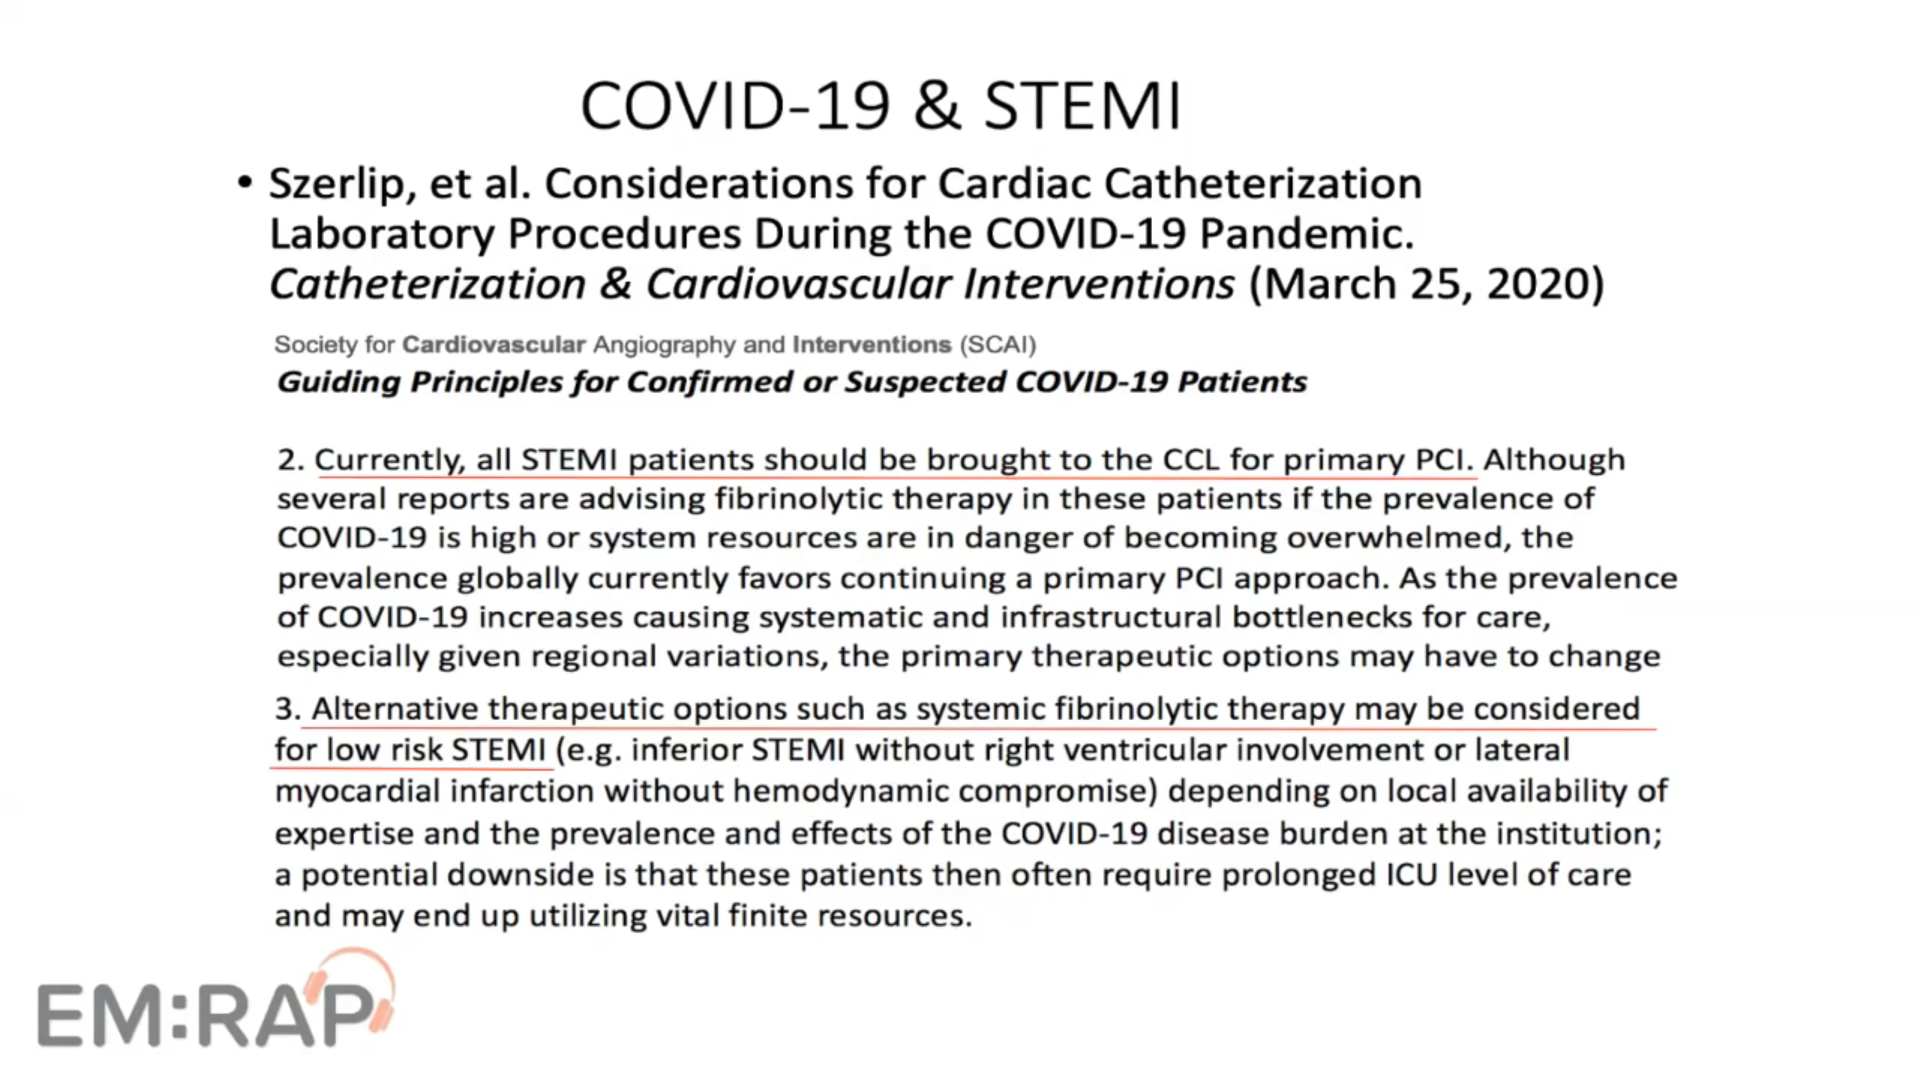 COVID-19 & STEMI
• Szerlip, et al. Considerations for Cardiac Catheterization
Laboratory Procedures During the COVID-19 Pandemic.
Catheterization & Cardiovascular Interventions (March 25, 2020)
Society for Cardiovascular Angiography and Interventions (SCAI)
Guiding Principles for Confirmed or Suspected COVID-19 Patients
2. Currently, all STEMI patients should be brought to the CCL for primary PCI. Although
several reports are advising fibrinolytic therapy in these patients if the prevalence of
COVID-19 is high or system resources are in danger of becoming overwhelmed, the
prevalence globally currently favors continuing a primary PCI approach. As the prevalence
of COVID-19 increases causing systematic and infrastructural bottlenecks for care,
especially given regional variations, the primary therapeutic options may have to change
3. Alternative therapeutic options such as systemic fibrinolytic therapy may be considered
for low risk STEMI (e.g. inferior STEMI without right ventricular involvement or lateral
myocardial infarction without hemodynamic compromise) depending on local availability of
expertise and the prevalence and effects of the COVID-19 disease burden at the institution;
a potential downside is that these patients then often require prolonged ICU level of care
and may end up utilizing vital finite resources.
EM:RAP